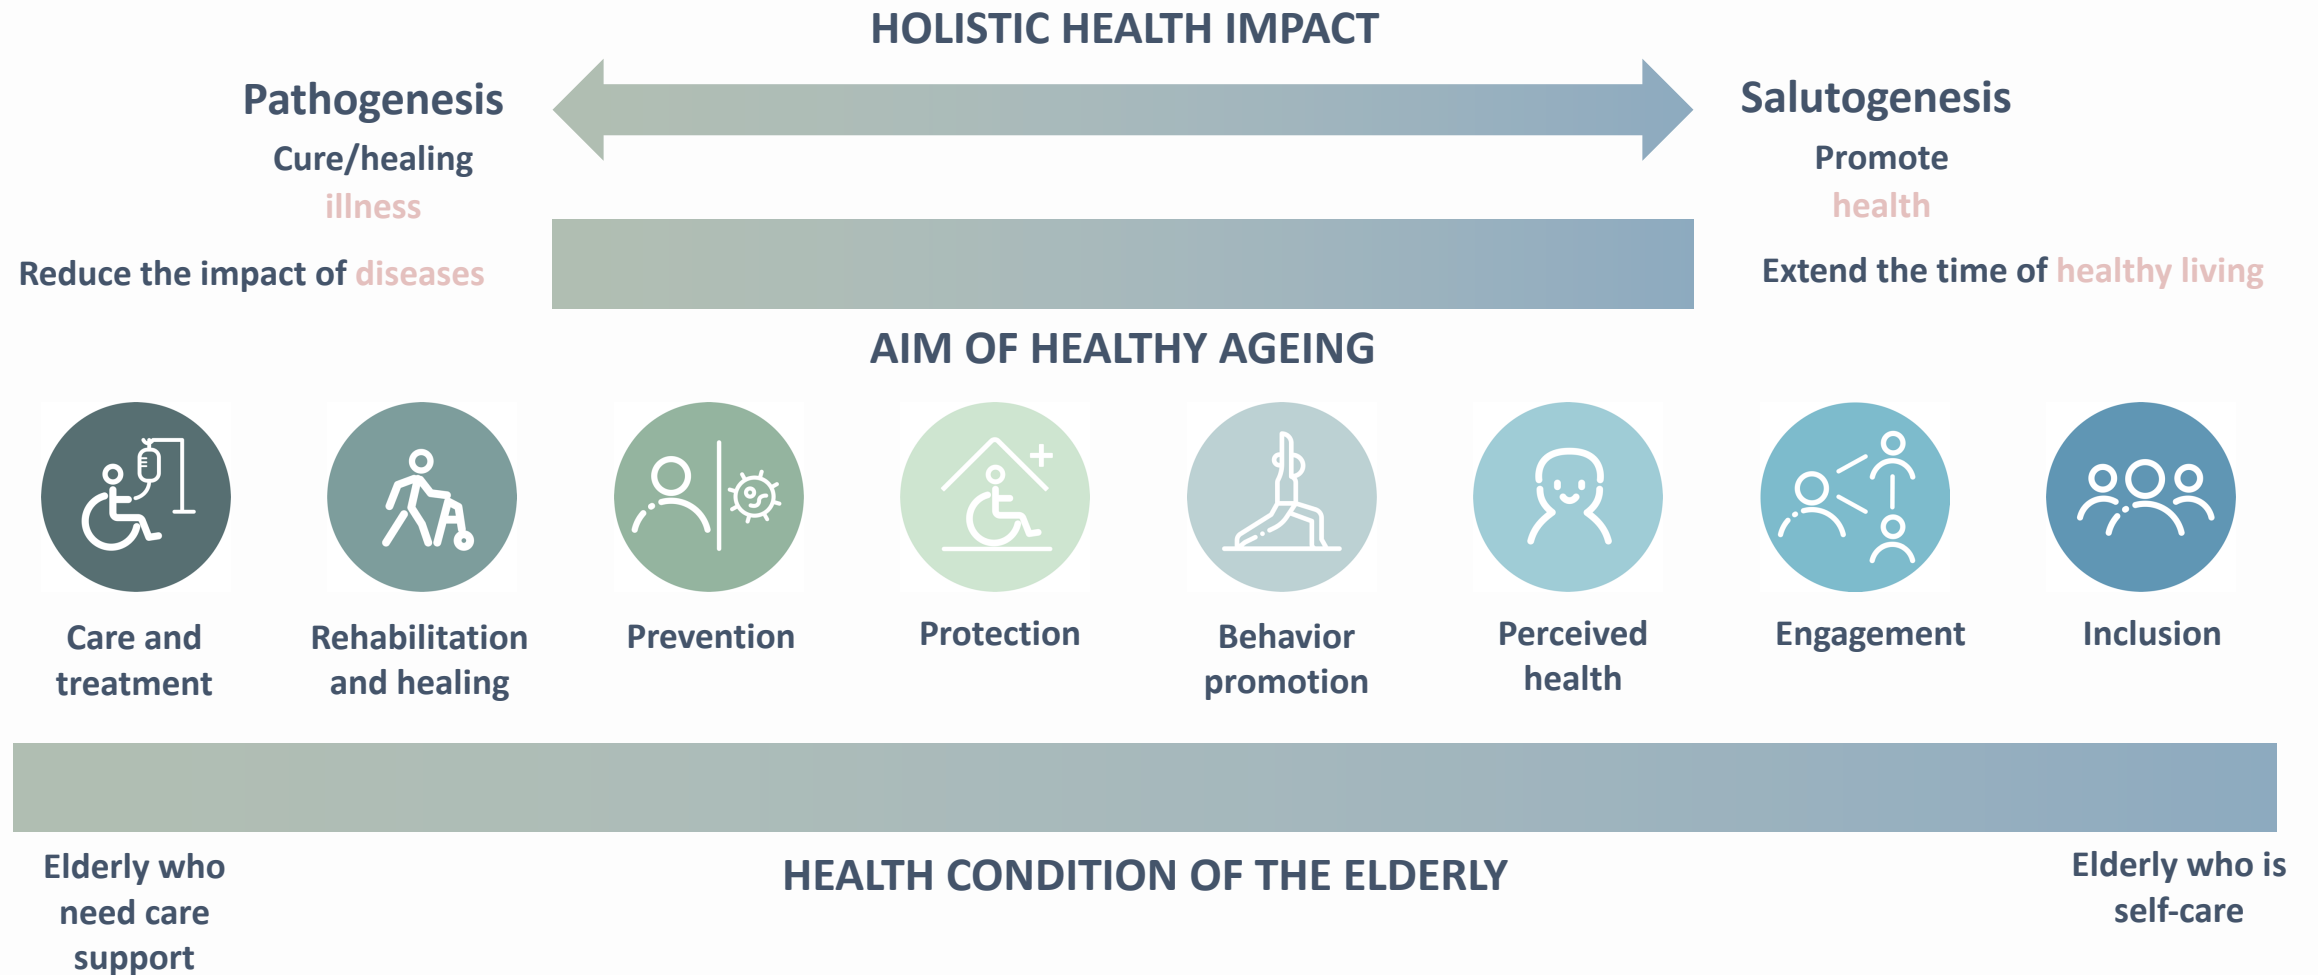 HOLISTIC HEALTH IMPACT
Pathogenesis
Cure/healing
illness
Reduce the impact of diseases
Salutogenesis
Promote
health
Extend the time of healthy living
AIM OF HEALTHY AGEING
Care and
treatment
Rehabilitation
and healing
Prevention
Protection
Behavior
promotion
Perceived
health
Engagement
Inclusion
Elderly who
need care
support
HEALTH CONDITION OF THE ELDERLY
Elderly who is
self-care